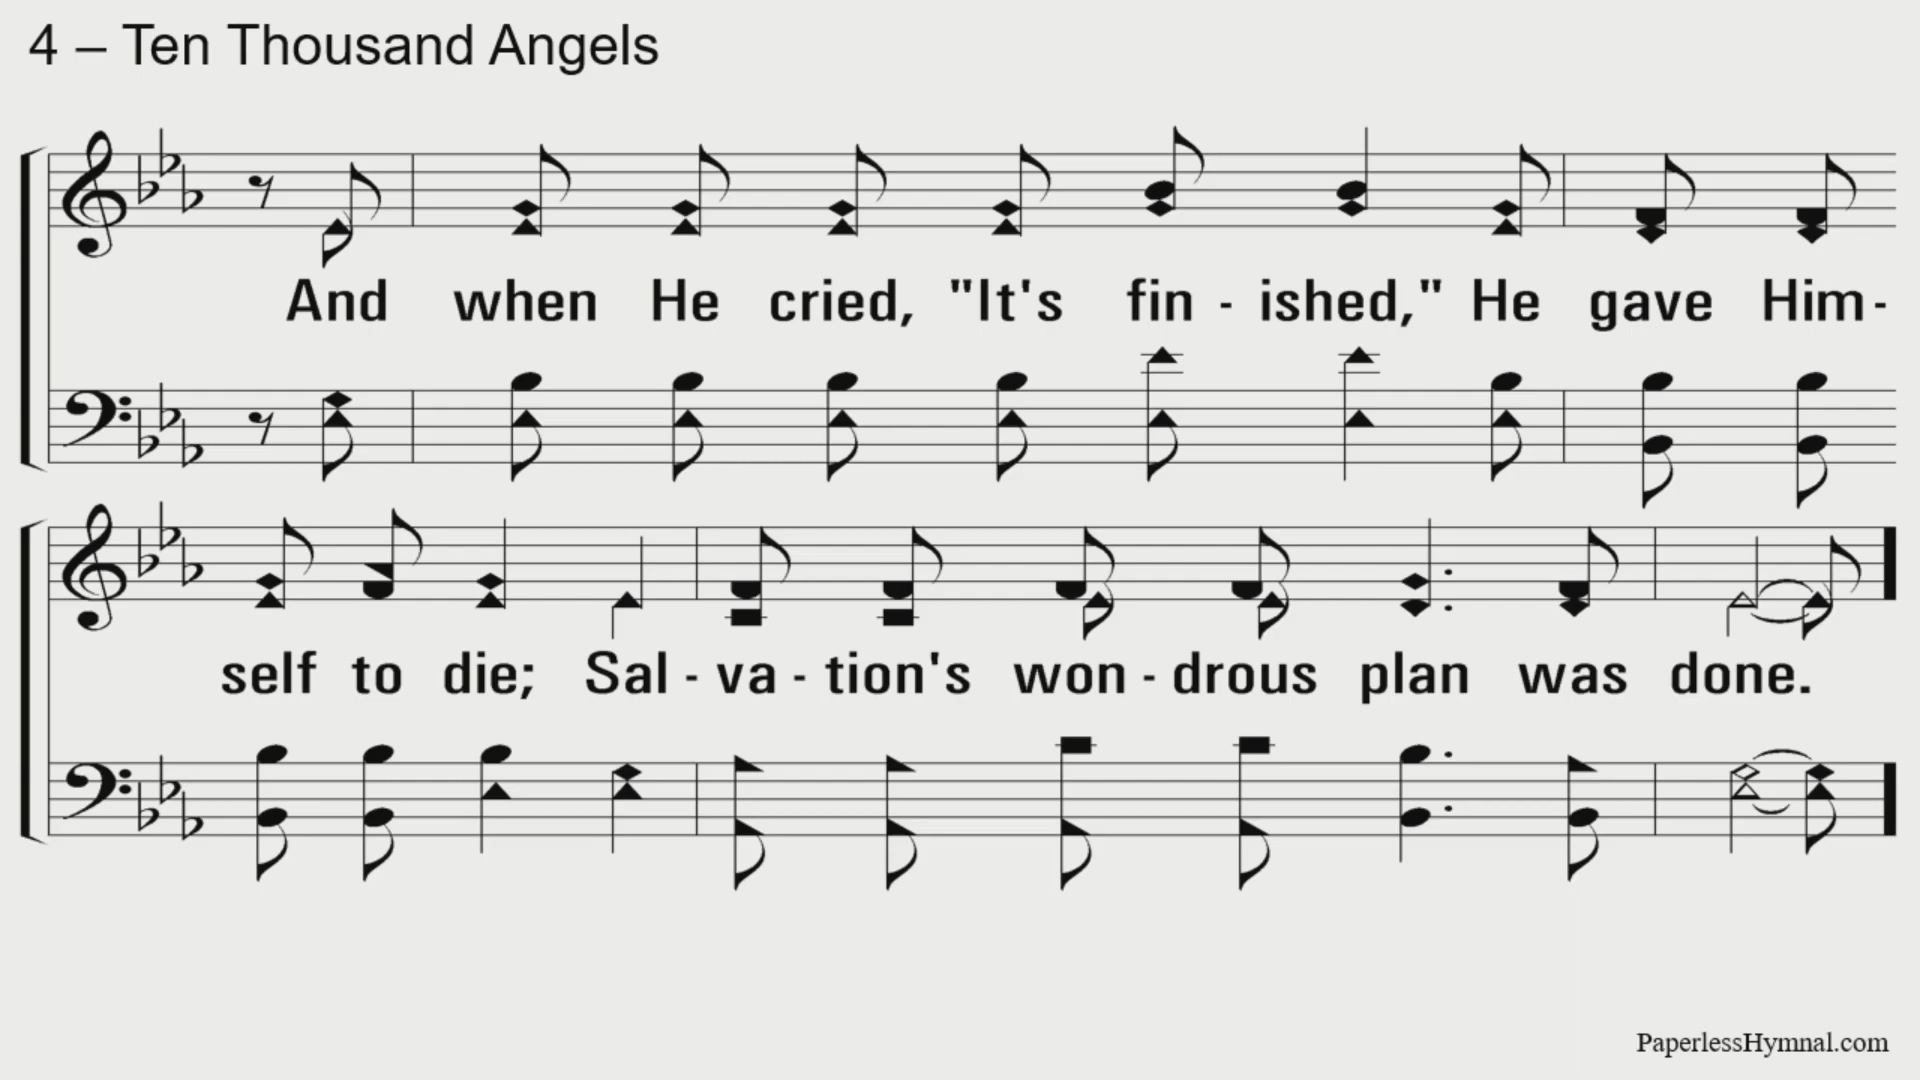 4 – Ten Thousand Angels
And when He cried, "It's fin - ished," He gave Him-
self to die; Sal - va - tion's won - drous plan was done.
PaperlessHymnal.com